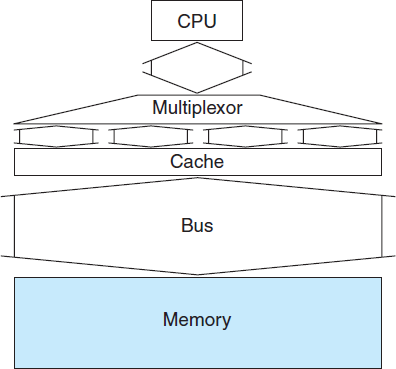 CPU
Multiplexor
Cache
Bus
Memory